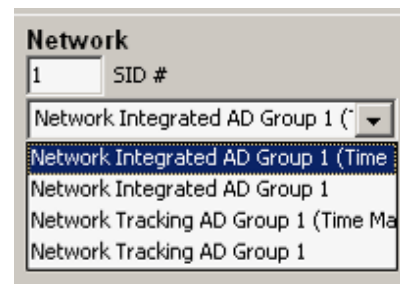 Network
1 SID #
Network Integrated AD Group 1 (
Network Integrated AD Group 1 (Time
Network Integrated AD Group 1
Network Tracking AD Group 1 (Time Ma
Network Tracking AD Group 1